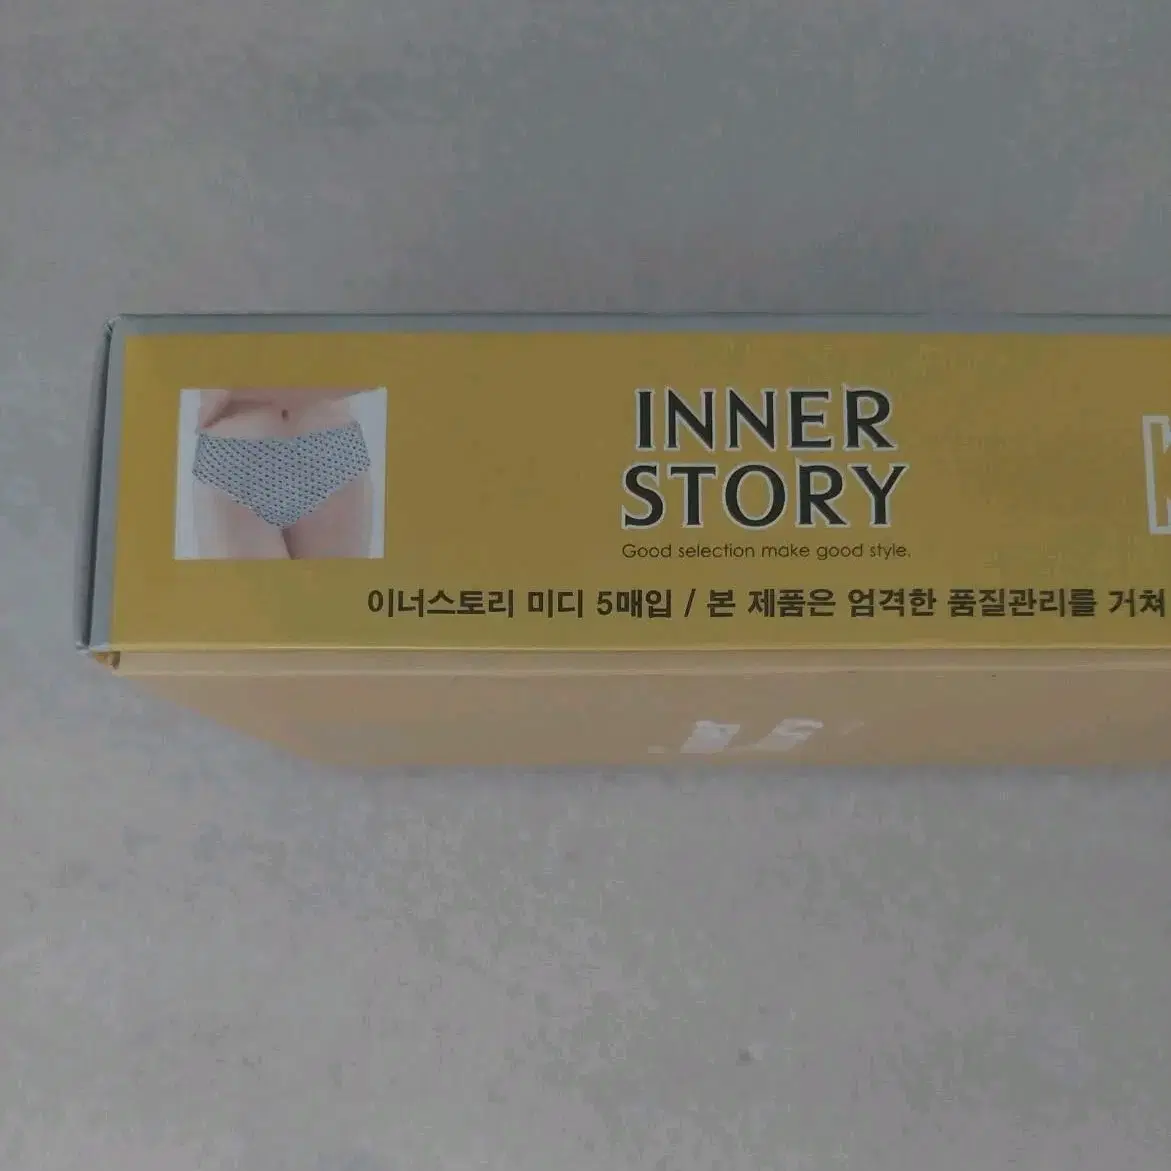 INNER
STORY
Good selection make good style.
이너스토리 미디 5매입 / 본 제품은 엄격한 품질관리를 거쳐